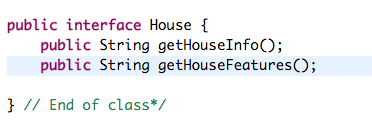 public interface House {
    public String getHouseInfo();
    public String getHouseFeatures();
} // End of class*/